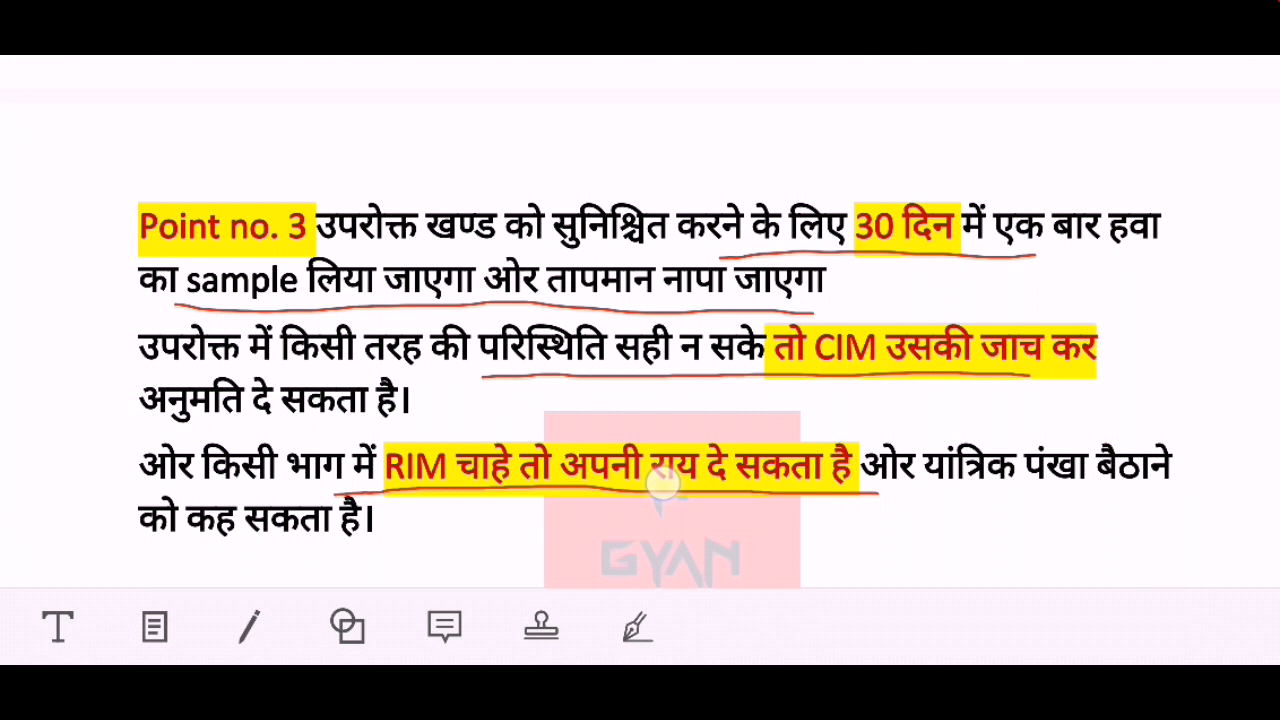 Point no. 3 उपरोक्त खण्ड को सुनिश्चित करने के लिए 30 दिन में एक बार हवा
का sample लिया जाएगा ओर तापमान नापा जाएगा
उपरोक्त में किसी तरह की परिस्थिति सही न सके तो CIM उसकी जाच कर
अनुमति दे सकता है।
ओर किसी भाग में RIM चाहे तो अपनी राय दे सकता है ओर यांत्रिक पंखा बैठाने
को कह सकता है।
GYAN
T